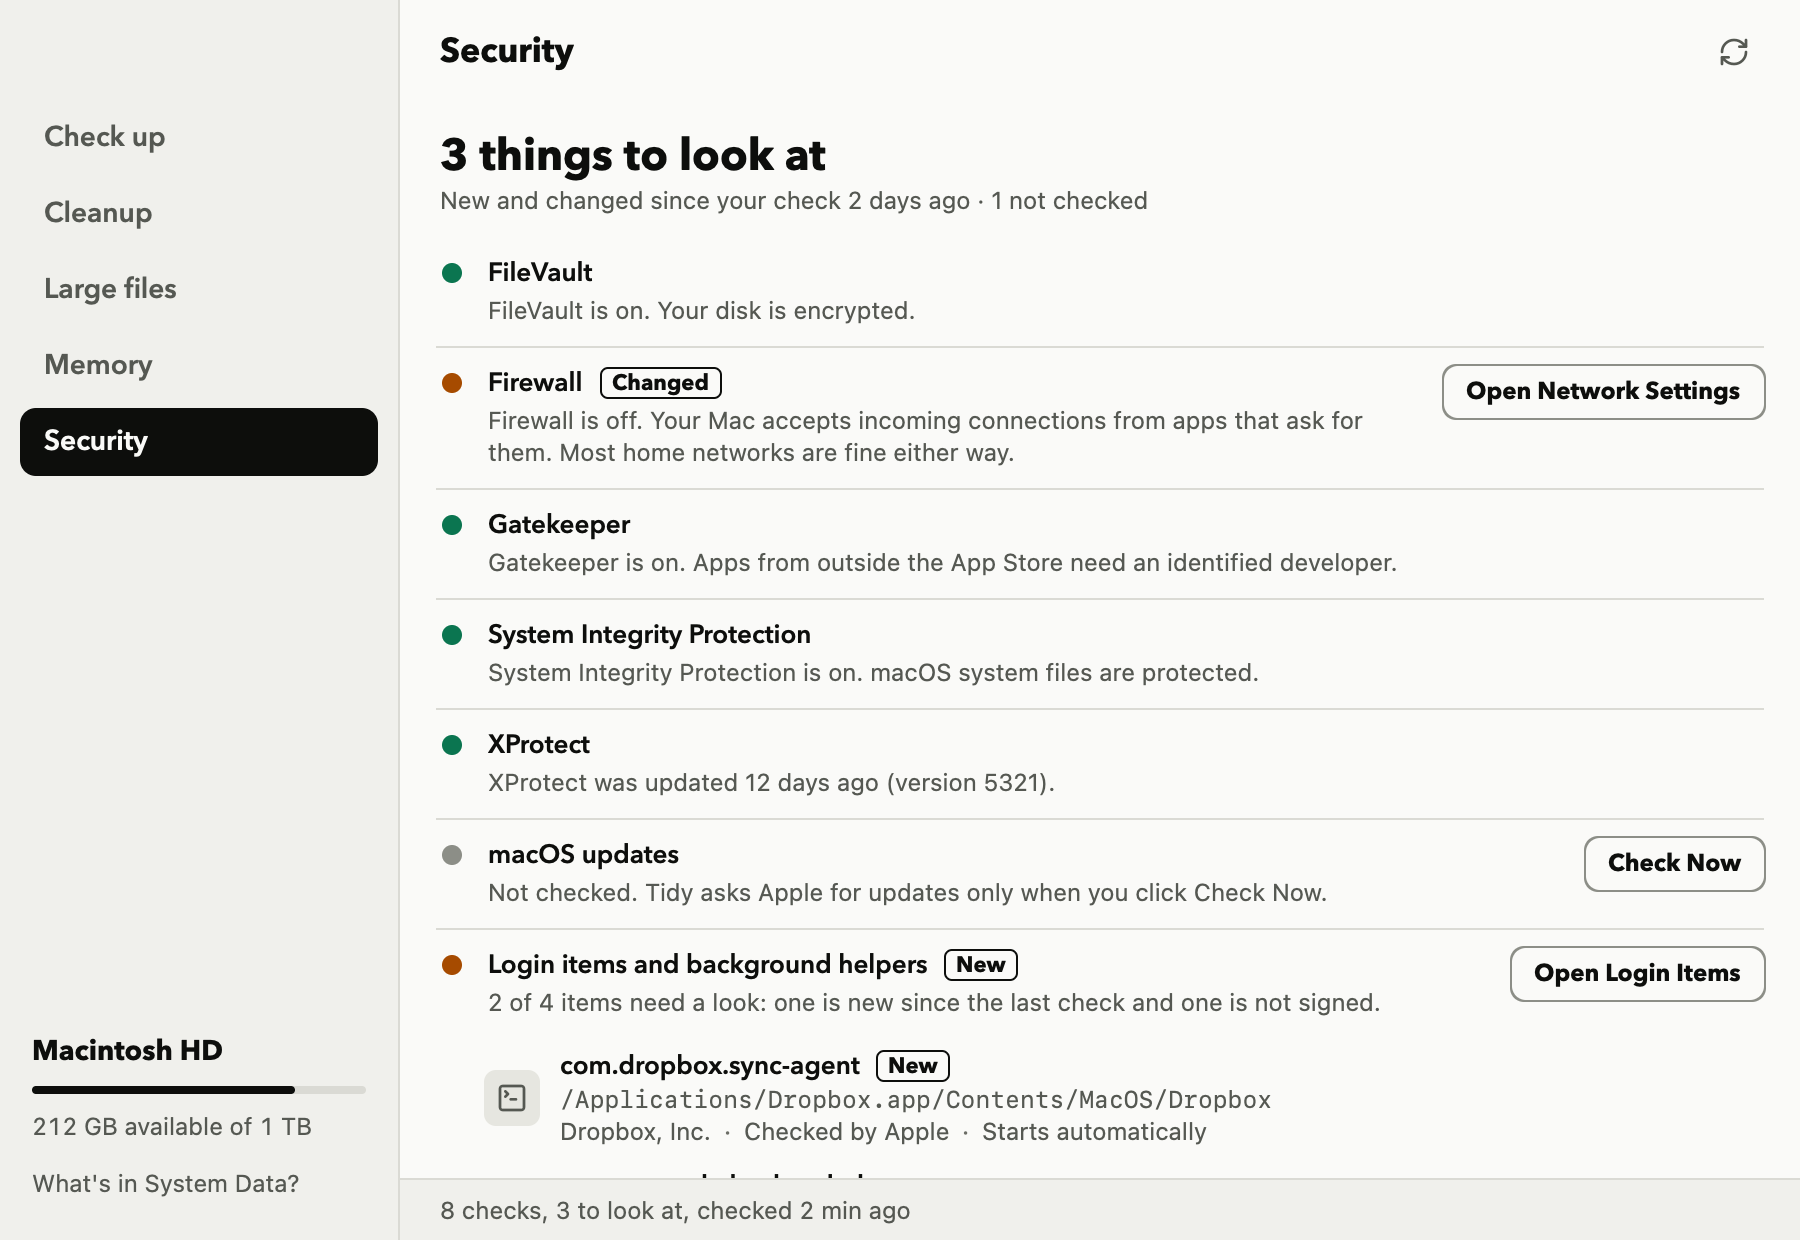 Security
Check up
Cleanup
Large files
Memory
Security
Macintosh HD
212 GB available of 1 TB
What's in System Data?
3 things to look at
New and changed since your check 2 days ago · 1 not checked
FileVault
FileVault is on. Your disk is encrypted.
Firewall Changed
Open Network Settings
Firewall is off. Your Mac accepts incoming connections from apps that ask for
them. Most home networks are fine either way.
Gatekeeper
Gatekeeper is on. Apps from outside the App Store need an identified developer.
System Integrity Protection
System Integrity Protection is on. macOS system files are protected.
XProtect
XProtect was updated 12 days ago (version 5321).
macOS updates
Check Now
Not checked. Tidy asks Apple for updates only when you click Check Now.
Login items and background helpers New
Open Login Items
2 of 4 items need a look: one is new since the last check and one is not signed.
com.dropbox.sync-agent New
/Applications/Dropbox.app/Contents/MacOS/Dropbox
Dropbox, Inc. · Checked by Apple · Starts automatically
8 checks, 3 to look at, checked 2 min ago